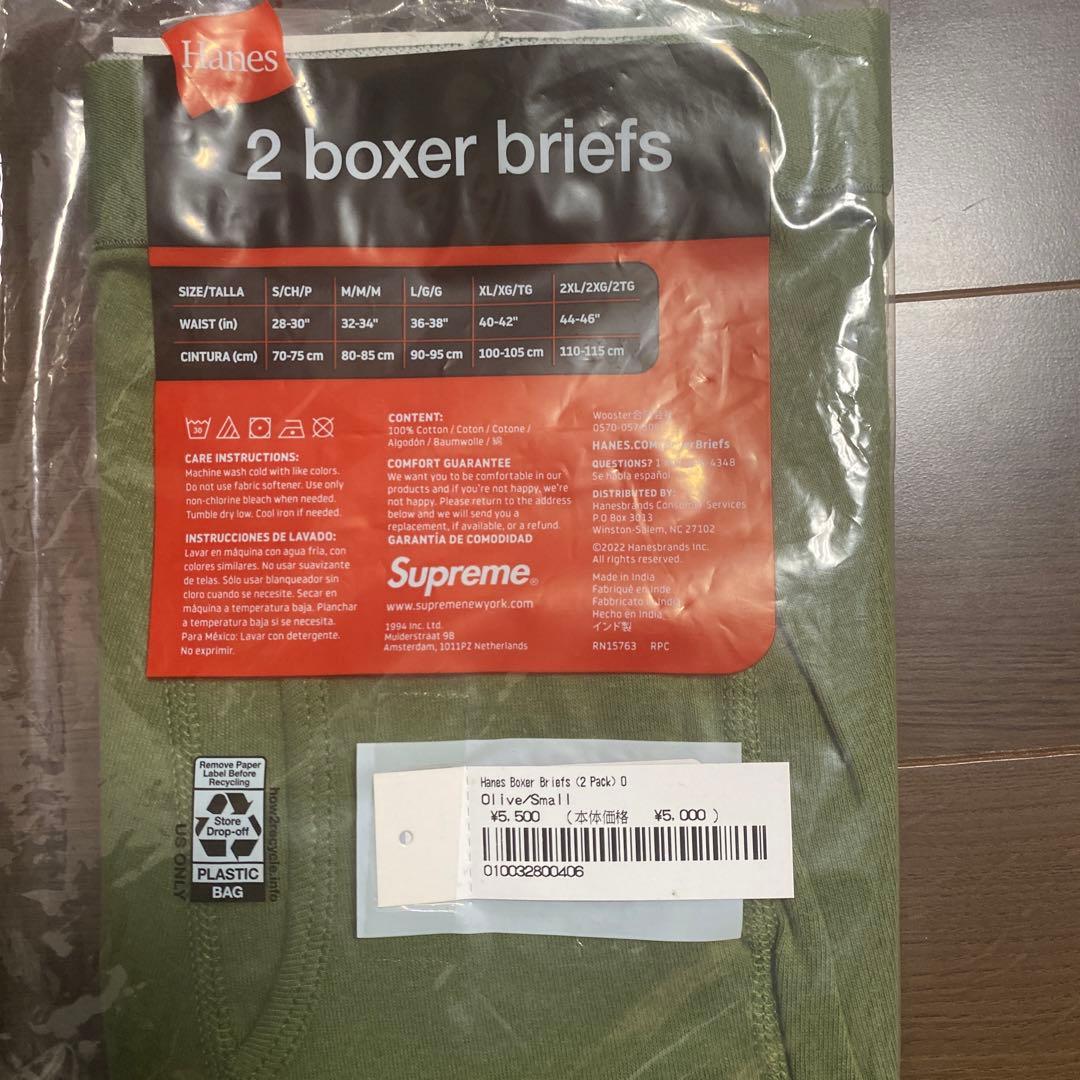 Hanes
2 boxer briefs
SIZE/TALLA S/CH/P M/M/M L/G/G XL/XG/TG 2XL/2XG/2TG
WAIST (in) 28-30" 32-34" 36-38" 40-42" 44-46"
CINTURA (cm) 70-75 cm 80-85 cm 90-95 cm 100-105 cm 110-115 cm
30
CARE INSTRUCTIONS:
Machine wash cold with like colors.
Do not use fabric softener. Use only
non-chlorine bleach when needed.
Tumble dry low. Cool iron if needed.
INSTRUCCIONES DE LAVADO:
Lavar en máquina con agua fría, con
colores similares. No usar suavizante
de telas. Sólo usar blanqueador sin
cloro cuando se necesite. Secar en
máquina a temperatura baja. Planchar
a temperatura baja si se necesita.
Para México: Lavar con detergente.
No exprimir.
CONTENT:
100% Cotton / Coton / Cotone /
Algodón / Baumwolle / 綿
COMFORT GUARANTEE
We want you to be comfortable in our
products and if you're not happy, we're
not happy. Please return to the address
below and we will send you a
replacement, if available, or a refund.
GARANTÍA DE COMODIDAD
Supreme®
www.supremenewyork.com
1994 Inc. Ltd.
Muiderstraat 9B
Amsterdam, 1011PZ Netherlands
Wooster
0570-057
HANES.COM
QUESTIONS? 4348
Se habla español
DISTRIBUTED BY:
Hanesbrands Consumer Services
P.O Box 3013
Winston-Salem, NC 27102
©2022 Hanesbrands Inc.
All rights reserved.
Made in India
Fabriqué en Inde
Fabbricato in India
Hecho en India
インド製
RN15763 RPC
Remove Paper
Label Before
Recycling
Store
Drop-off
PLASTIC
BAG
how2recycle.info
US ONLY
Hanes Boxer Briefs (2 Pack) O
Olive/Small
¥5,500 (本体価格 ¥5,000 )
010032800406